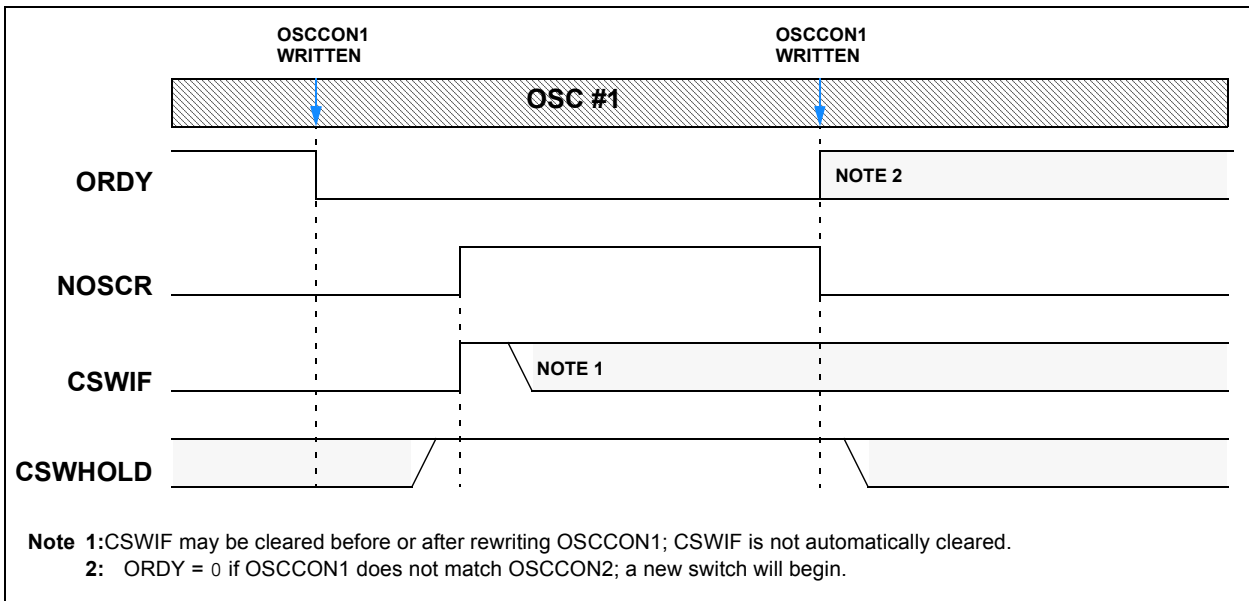 OSCCON1
WRITTEN
OSCCON1
WRITTEN
OSC #1
ORDY
NOTE 2
NOSCR
CSWIF
NOTE 1
CSWHOLD
Note 1:CSWIF may be cleared before or after rewriting OSCCON1; CSWIF is not automatically cleared.
2: ORDY = 0 if OSCCON1 does not match OSCCON2; a new switch will begin.